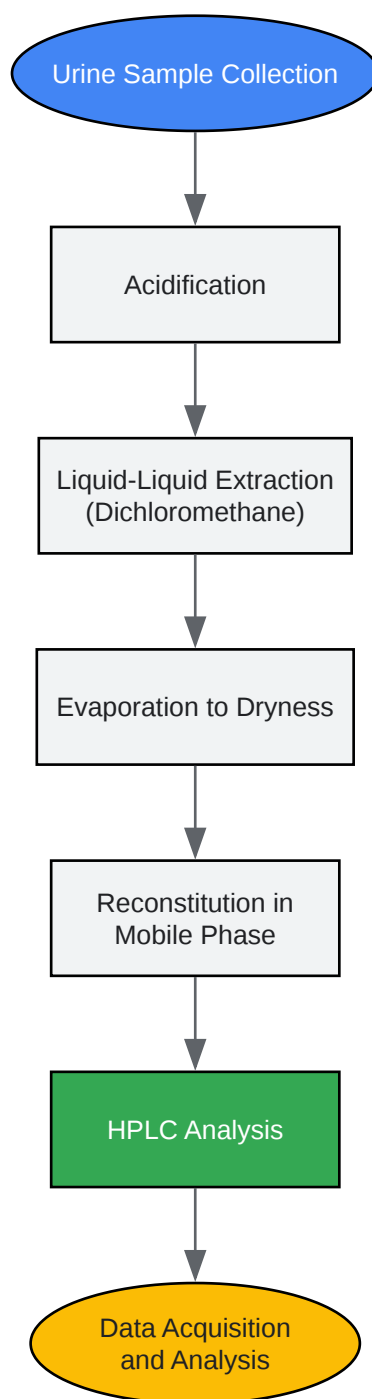 Urine Sample Collection
Acidification
Liquid-Liquid Extraction
(Dichloromethane)
Evaporation to Dryness
Reconstitution in
Mobile Phase
HPLC Analysis
Data Acquisition
and Analysis